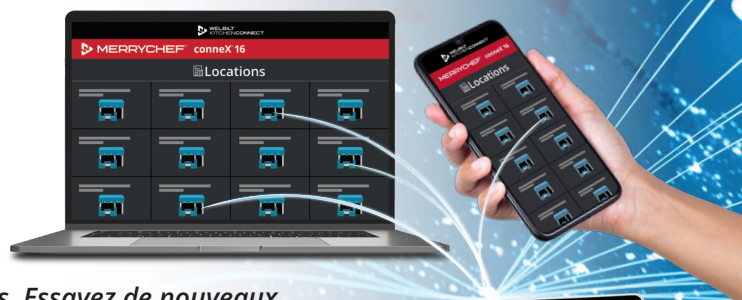 WELBILT
KITCHENCONNECT
MERRYCHEF conneX 16
Locations
WELBILT
KITCHENCONNECT
MERRYCHEF conneX 16
Locations
s. Essayez de nouveaux